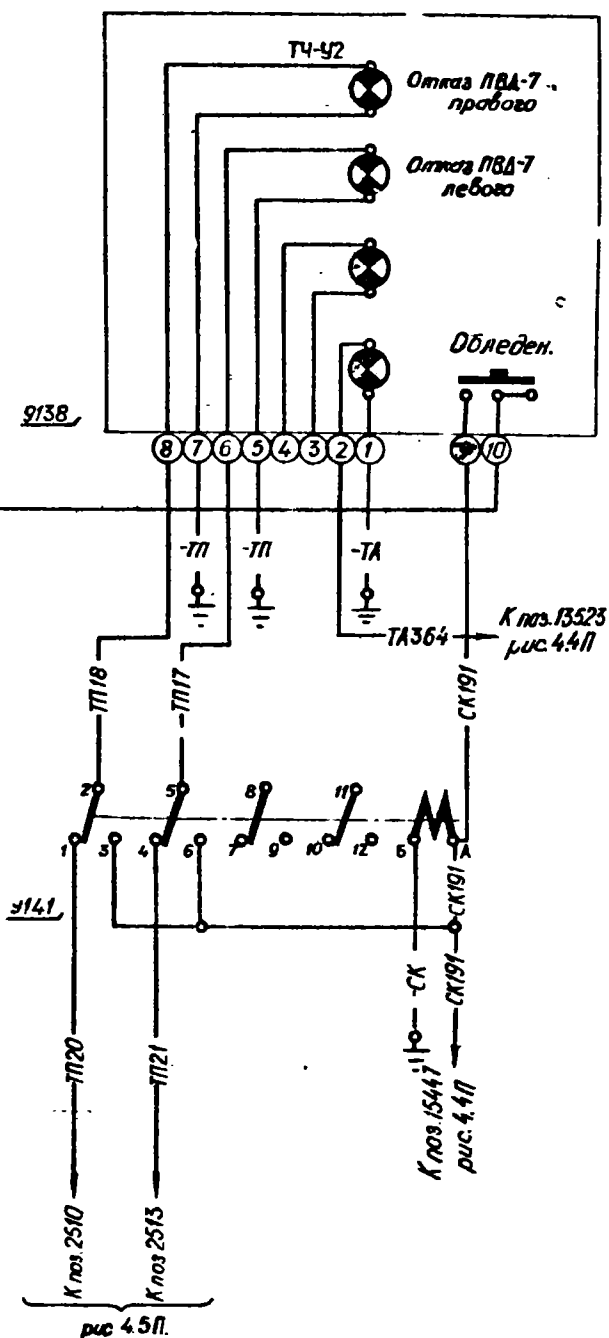 ТЧ-У2
Отказ ПВД-7
правого
Отказ ПВД-7
левого
Обледен.
9138
8 7 6 5 4 3 2 1 10
-ТП -ТП -ТА
ТА364
К поз.13523
рис.4.4П
ТП18
-ТП17
СК191
2 5 8 11
1 3 4 6 7 9 10 12 Б А
У141
СК191
-СК
СК191
ТП20
ТП21
К поз.15447
рис.4.4П
К поз.2510
К поз 2513
рис 4.5П.